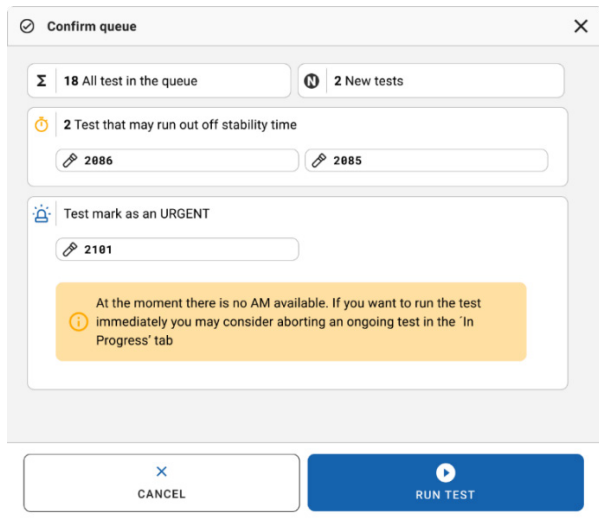 Confirm queue
Σ 18 All test in the queue
N 2 New tests
2 Test that may run out off stability time
2086
2085
Test mark as an URGENT
2101
At the moment there is no AM available. If you want to run the test
immediately you may consider aborting an ongoing test in the ´In
Progress' tab
CANCEL
RUN TEST